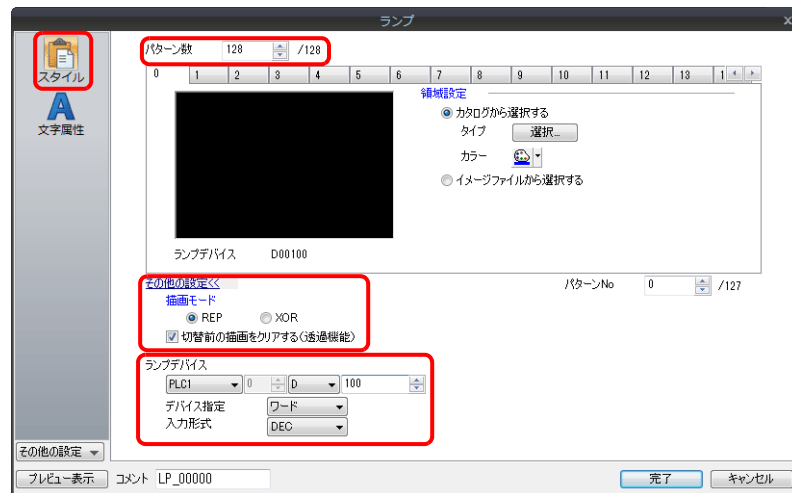 ランプ
スタイル
文字属性
パターン数 128 /128
0 1 2 3 4 5 6 7 8 9 10 11 12 13 1
領域設定
カタログから選択する
タイプ 選択...
カラー
イメージファイルから選択する
ランプデバイス D00100
その他の設定<<
パターンNo 0 /127
描画モード
REP XOR
切替前の描画をクリアする(透過機能)
ランプデバイス
PLC1 0 D 100
デバイス指定 ワード
入力形式 DEC
その他の設定
プレビュー表示 コメント LP_00000 完了 キャンセル